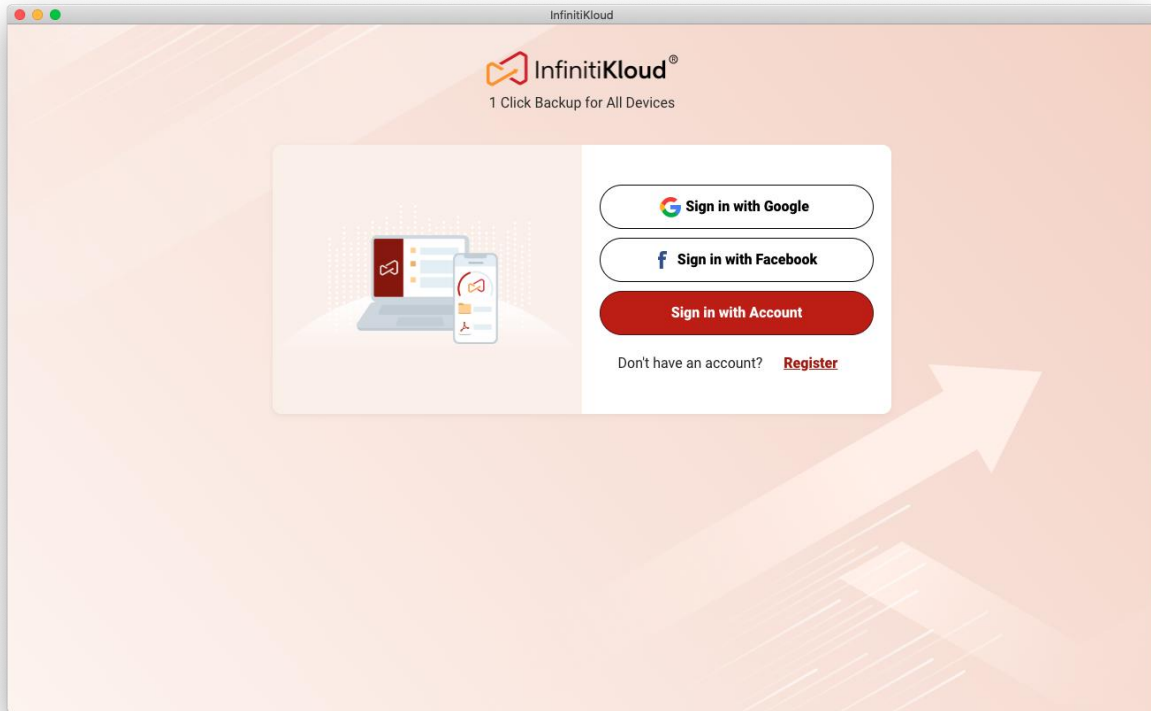 InfinitiKloud
InfinitiKloud®
1 Click Backup for All Devices
Sign in with Google
Sign in with Facebook
Sign in with Account
Don't have an account? Register